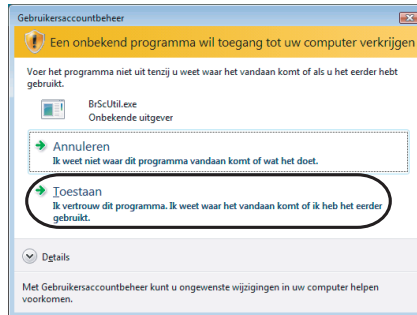 Gebruikersaccountbeheer
Een onbekend programma wil toegang tot uw computer verkrijgen
Voer het programma niet uit tenzij u weet waar het vandaan komt of als u het eerder hebt
gebruikt.
BrScUtil.exe
Onbekende uitgever
Annuleren
Ik weet niet waar dit programma vandaan komt of wat het doet.
Toestaan
Ik vertrouw dit programma. Ik weet waar het vandaan komt of ik heb het eerder
gebruikt.
Details
Met Gebruikersaccountbeheer kunt u ongewenste wijzigingen in uw computer helpen
voorkomen.